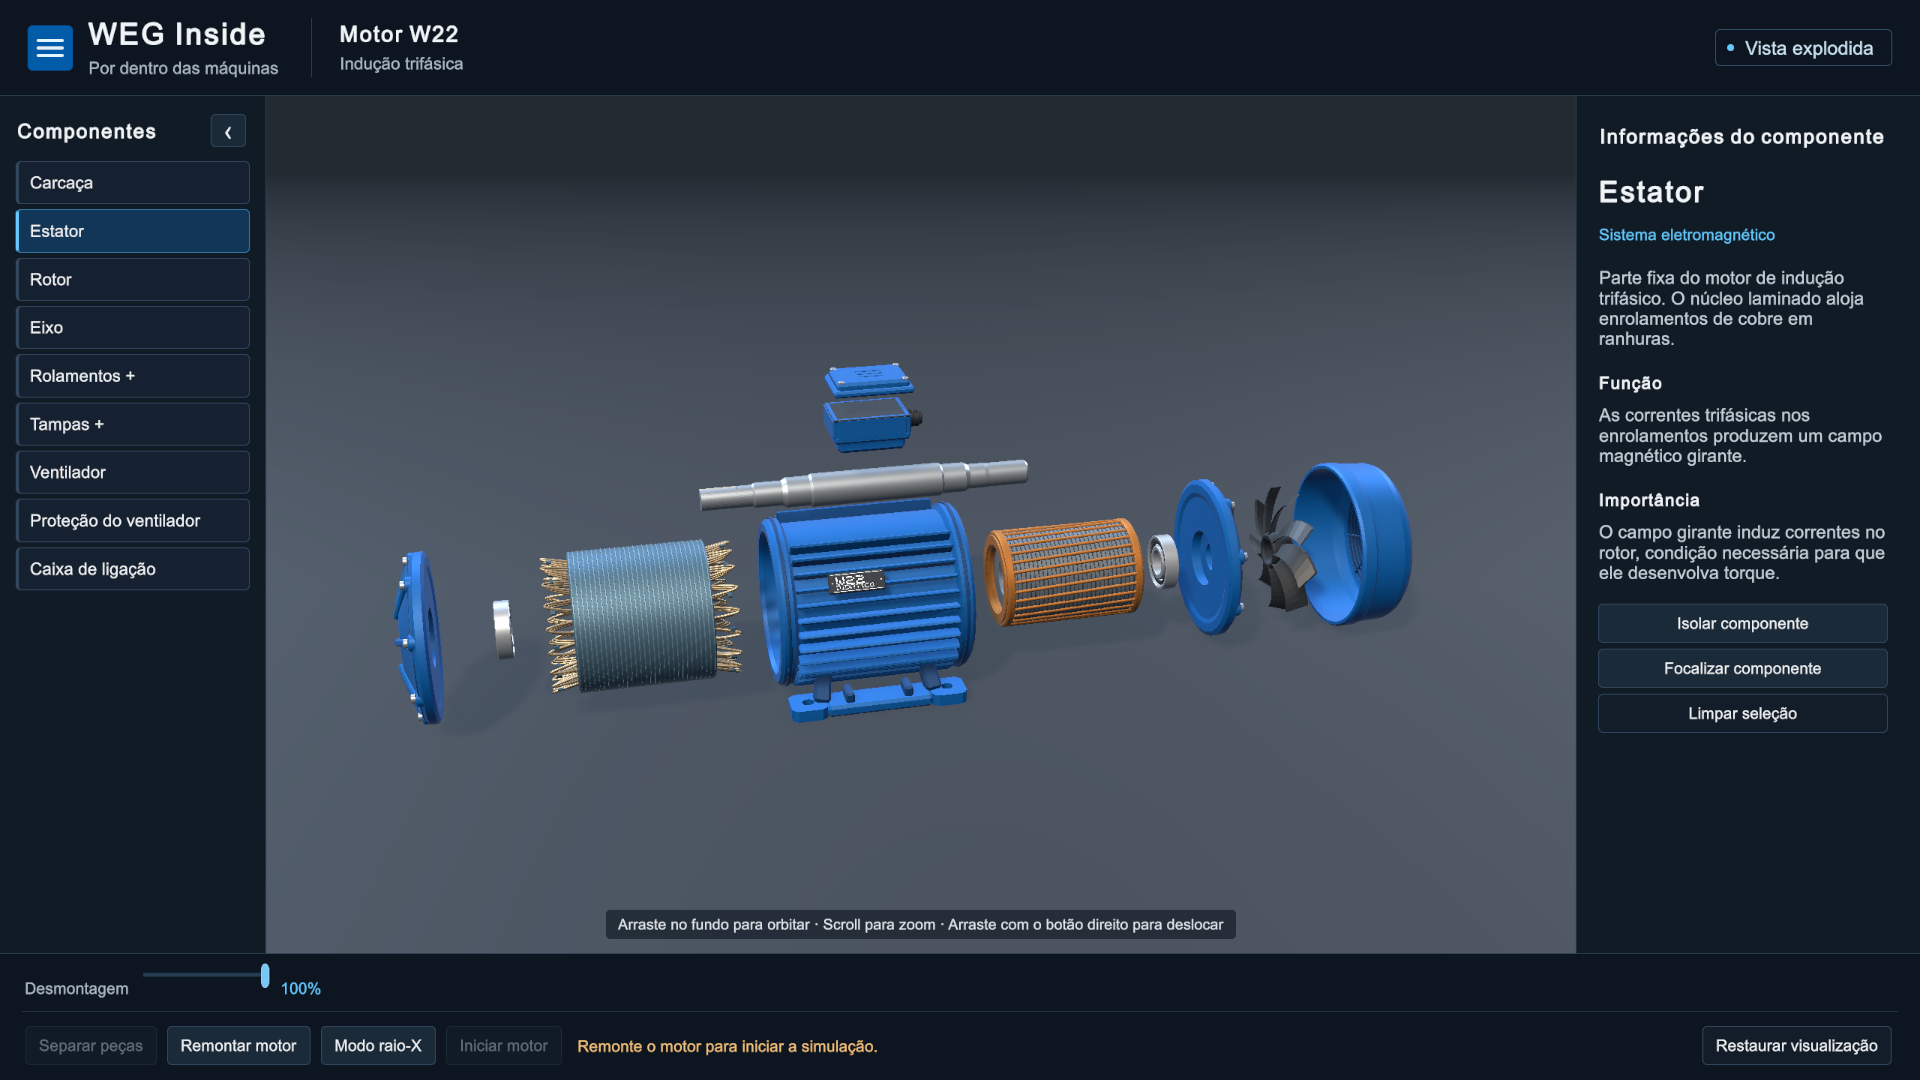 WEG Inside
Por dentro das máquinas
Motor W22
Indução trifásica
Vista explodida
Componentes
Carcaça
Estator
Rotor
Eixo
Rolamentos +
Tampas +
Ventilador
Proteção do ventilador
Caixa de ligação
W22
Arraste no fundo para orbitar · Scroll para zoom · Arraste com o botão direito para deslocar
Informações do componente
Estator
Sistema eletromagnético
Parte fixa do motor de indução
trifásico. O núcleo laminado aloja
enrolamentos de cobre em
ranhuras.
Função
As correntes trifásicas nos
enrolamentos produzem um campo
magnético girante.
Importância
O campo girante induz correntes no
rotor, condição necessária para que
ele desenvolva torque.
Isolar componente
Focalizar componente
Limpar seleção
Desmontagem
100%
Separar peças
Remontar motor
Modo raio-X
Iniciar motor
Remonte o motor para iniciar a simulação.
Restaurar visualização